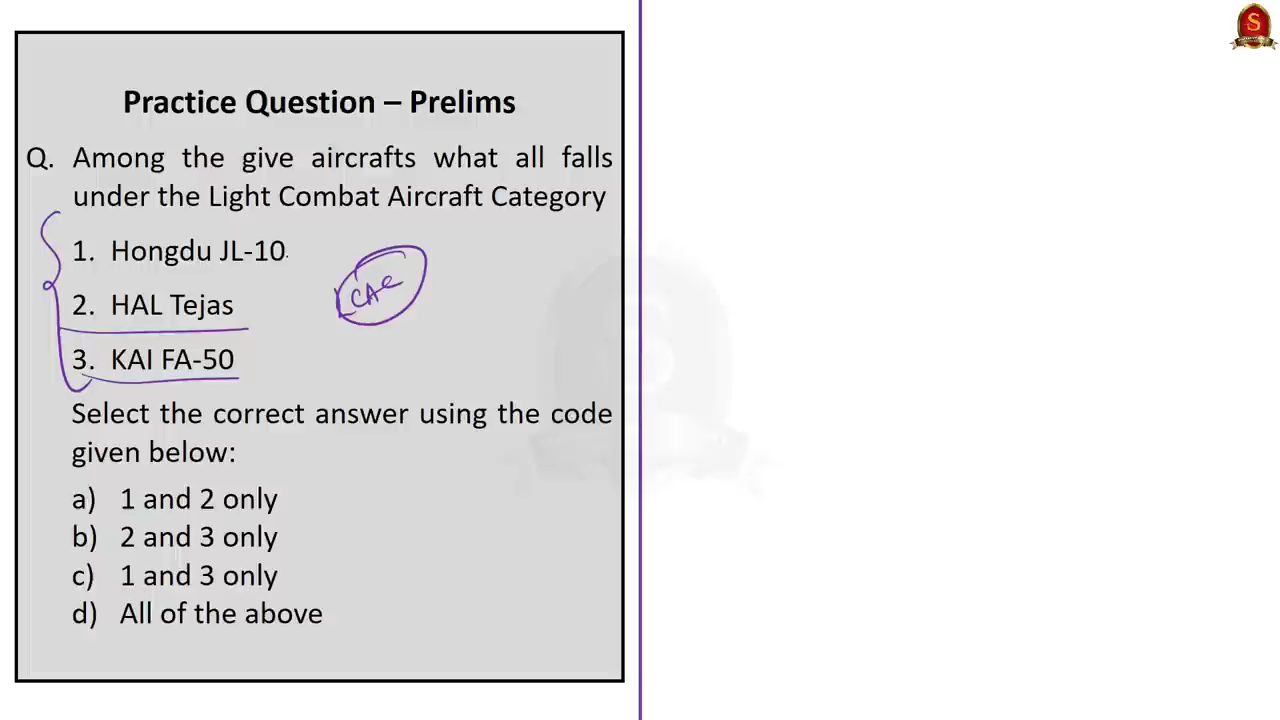 S
Practice Question – Prelims
Q. Among the give aircrafts what all falls
under the Light Combat Aircraft Category
1. Hongdu JL-10
2. HAL Tejas
3. KAI FA-50
Select the correct answer using the code
given below:
a) 1 and 2 only
b) 2 and 3 only
c) 1 and 3 only
d) All of the above